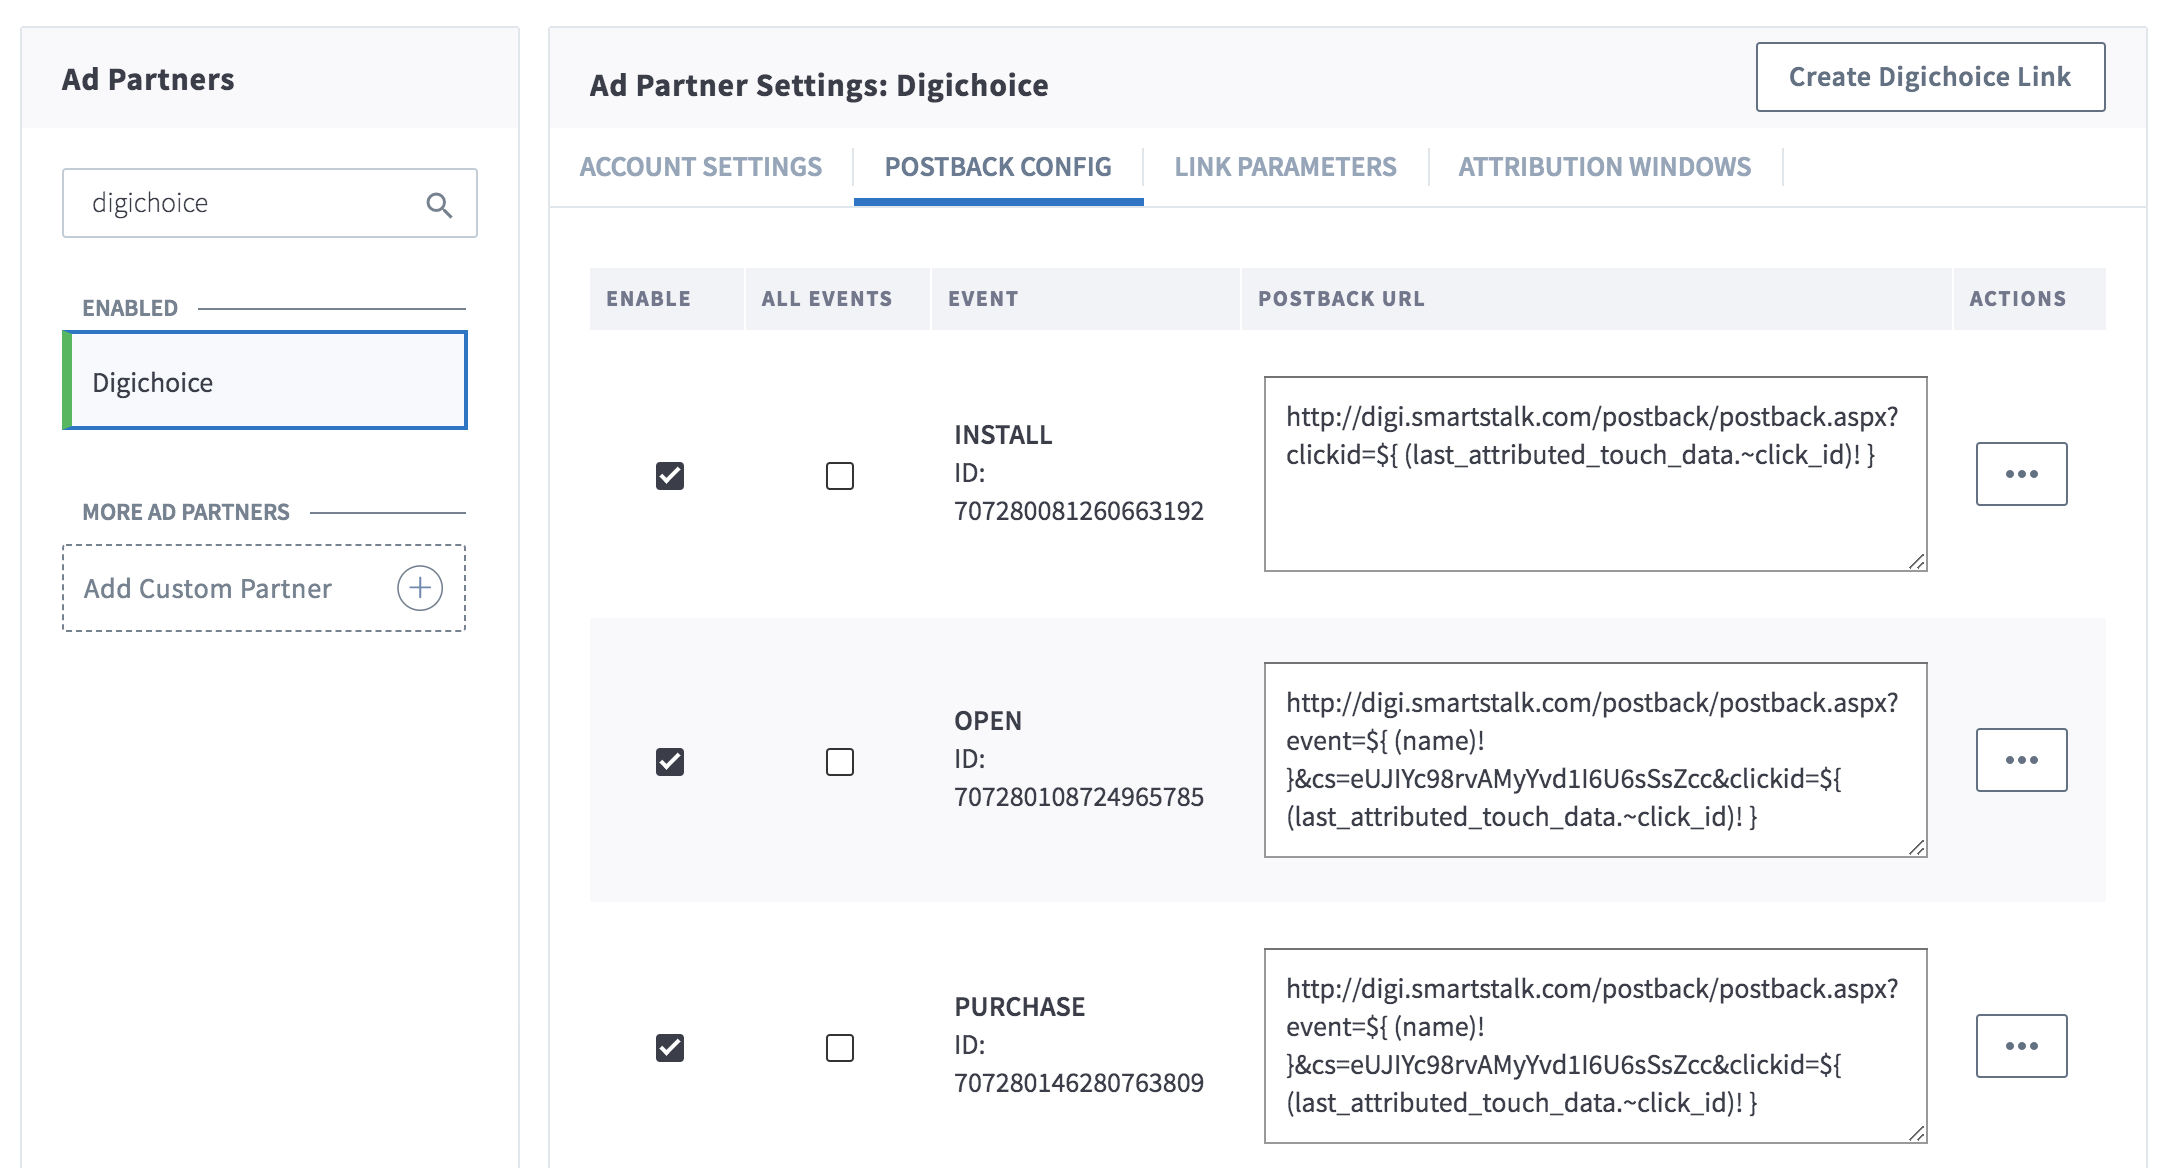 Ad Partners
digichoice
ENABLED
Digichoice
MORE AD PARTNERS
Add Custom Partner
Ad Partner Settings: Digichoice
Create Digichoice Link
ACCOUNT SETTINGS
POSTBACK CONFIG
LINK PARAMETERS
ATTRIBUTION WINDOWS
ENABLE
ALL EVENTS
EVENT
POSTBACK URL
ACTIONS
INSTALL
ID:
707280081260663192
http://digi.smartstalk.com/postback/postback.aspx?
clickid=${ (last_attributed_touch_data.~click_id)! }
•••
OPEN
ID:
707280108724965785
http://digi.smartstalk.com/postback/postback.aspx?
event=${ (name)!
}&cs=eUJIYc98rvAMyYvd1I6U6sSsZcc&clickid=${
(last_attributed_touch_data.~click_id)! }
•••
PURCHASE
ID:
707280146280763809
http://digi.smartstalk.com/postback/postback.aspx?
event=${ (name)!
}&cs=eUJIYc98rvAMyYvd1I6U6sSsZcc&clickid=${
(last_attributed_touch_data.~click_id)! }
•••